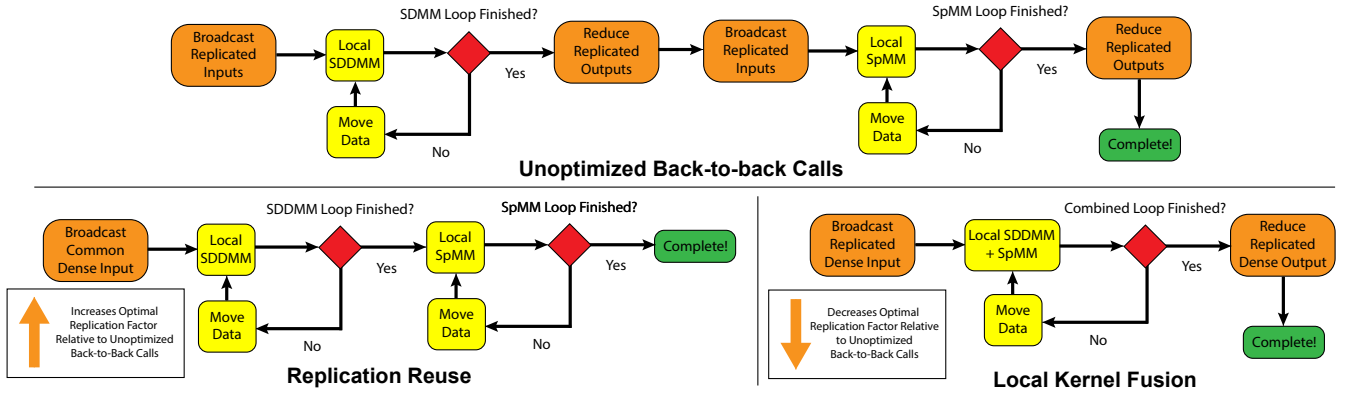 SDMM Loop Finished?
SpMM Loop Finished?
Broadcast
Replicated
Inputs
Local
SDDMM
Yes
Reduce
Replicated
Outputs
Broadcast
Replicated
Inputs
Local
SpMM
Yes
Reduce
Replicated
Outputs
Move
Data
No
Move
Data
No
Complete!
Unoptimized Back-to-back Calls
SDDMM Loop Finished?
SpMM Loop Finished?
Broadcast
Common
Dense Input
Local
SDDMM
Yes
Local
SpMM
Yes
Complete!
Move
Data
No
Move
Data
No
Increases Optimal
Replication Factor
Relative to Unoptimized
Back-to-Back Calls
Replication Reuse
Combined Loop Finished?
Broadcast
Replicated
Dense Input
Local SDDMM
+ SpMM
Yes
Reduce
Replicated
Dense Output
Move
Data
No
Complete!
Decreases Optimal
Replication Factor Relative
to Unoptimized
Back-to-Back Calls
Local Kernel Fusion